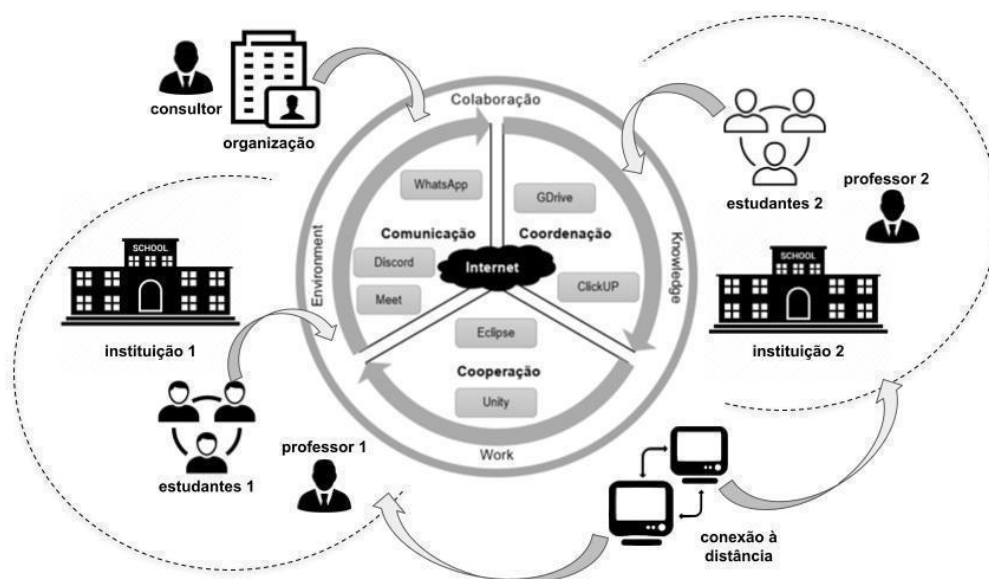 consultor
organização
Colaboração
WhatsApp
GDrive
Comunicação
Coordenação
Environment
Knowledge
Discord
Internet
Meet
ClickUP
Eclipse
Cooperação
Unity
Work
SCHOOL
instituição 1
estudantes 1
professor 1
estudantes 2
professor 2
SCHOOL
instituição 2
conexão à
distância